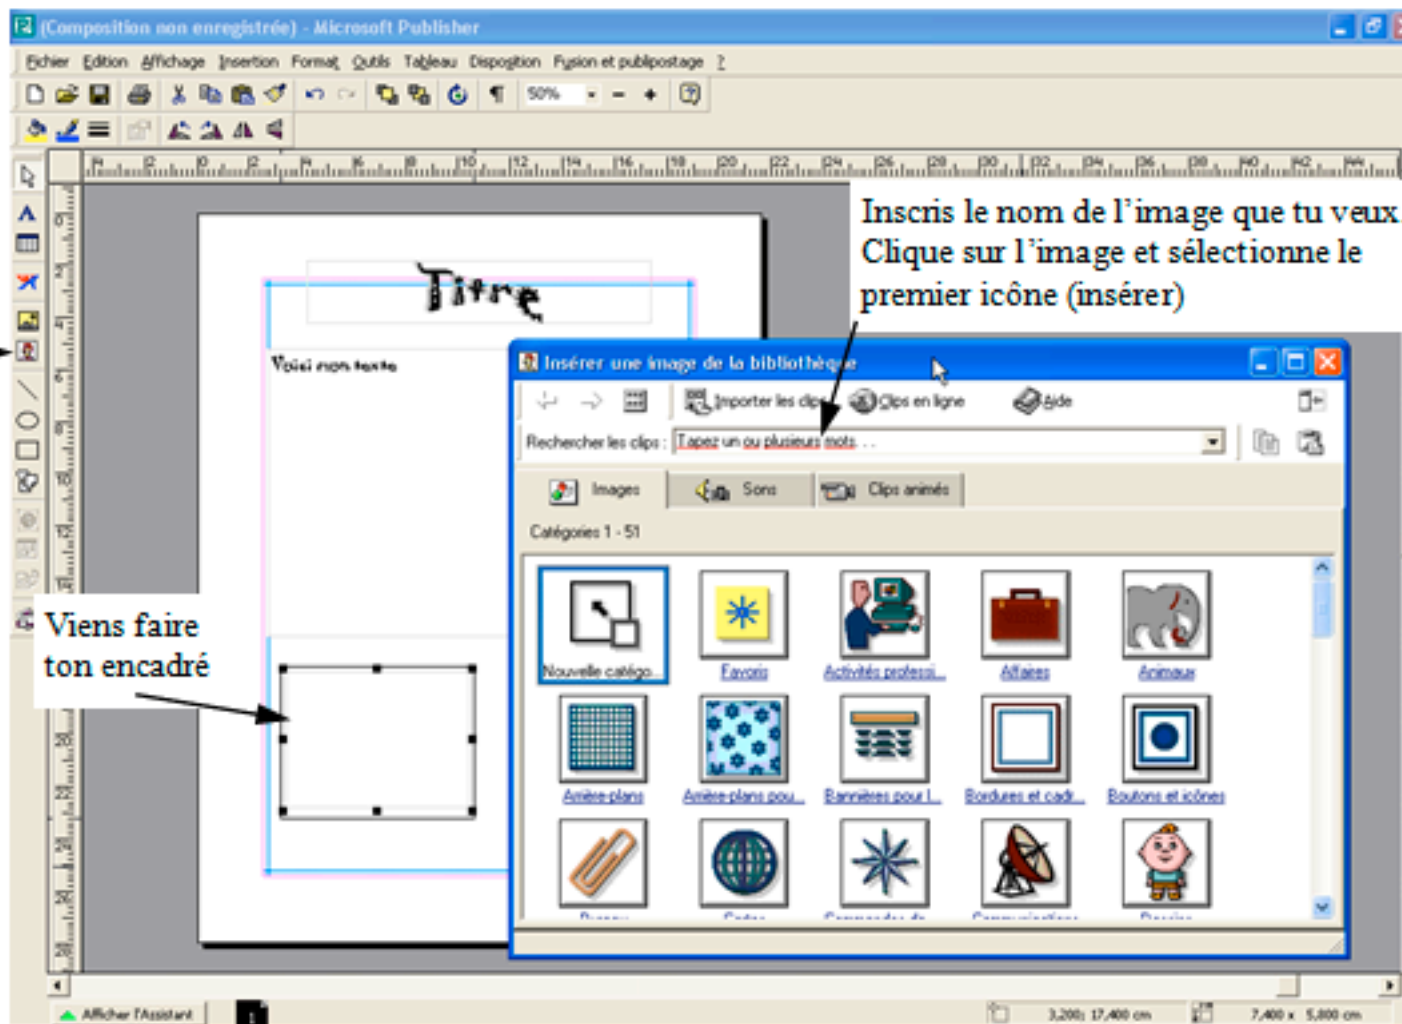 (Composition non enregistrée) - Microsoft Publisher
Fichier Edition Affichage Insertion Format Outils Tableau Disposition Fusion et publipostage ?
50%
Inscris le nom de l'image que tu veux
Clique sur l'image et sélectionne le
premier icône (insérer)
Titre
Voici mon texte
Insérer une image de la bibliothèque
Importer les clips Clips en ligne Aide
Rechercher les clips : Tapez un ou plusieurs mots. . .
Images Sons Clips animés
Catégories 1 - 51
Nouvelle catégo... Favoris Activités professi... Affaires Animaux
Viens faire
ton encadré
Arrière-plans Arrière-plans pou... Bannières pour l... Bordures et cadr... Boutons et icônes
Afficher l'Assistant
3,200; 17,400 cm 7,400 x 5,800 cm